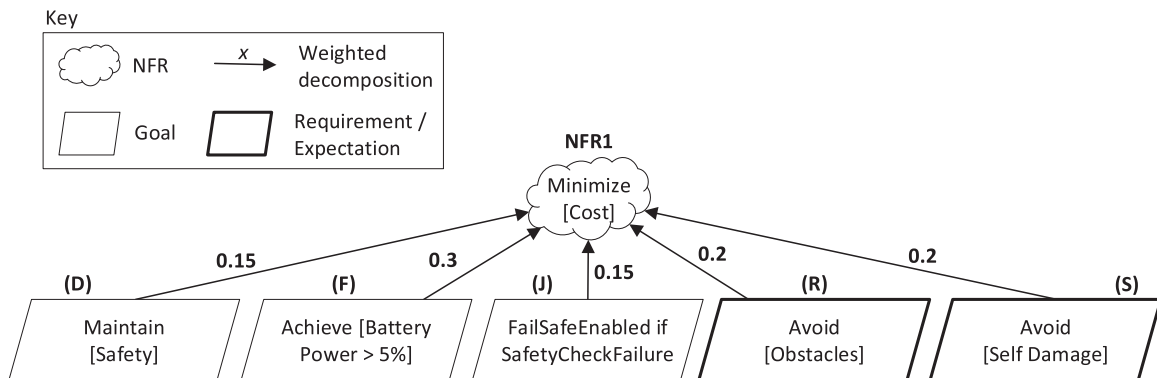 Key
NFR
x
Weighted
decomposition
Goal
Requirement /
Expectation
NFR1
Minimize
[Cost]
0.15
0.3
0.15
0.2
0.2
(D)
(F)
(J)
(R)
(S)
Maintain
[Safety]
Achieve [Battery
Power > 5%]
FailSafeEnabled if
SafetyCheckFailure
Avoid
[Obstacles]
Avoid
[Self Damage]